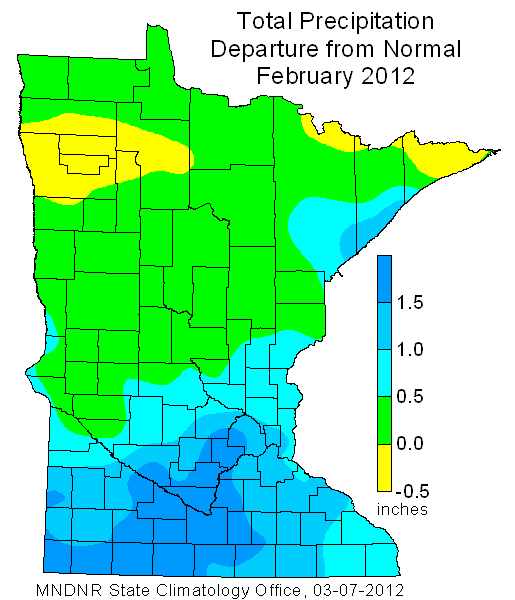 Total Precipitation
Departure from Normal
February 2012
1.5
1.0
0.5
0.0
-0.5
inches
MNDNR State Climatology Office, 03-07-2012